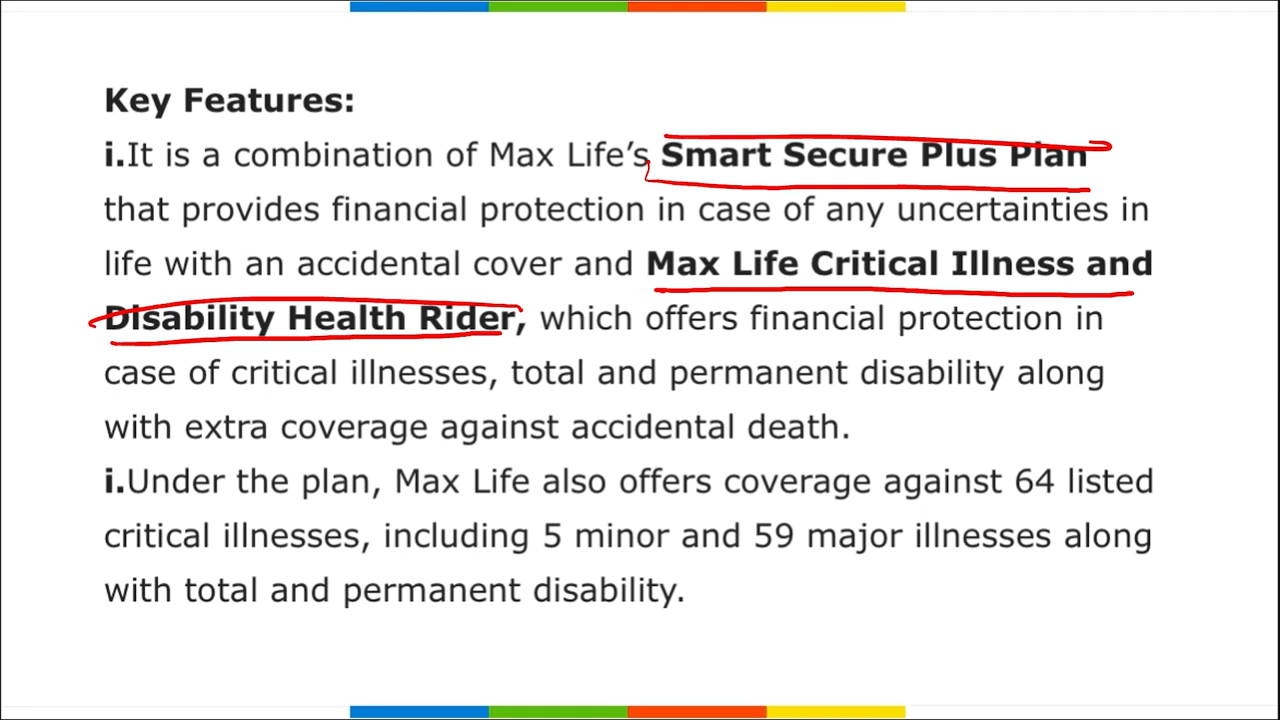 Key Features:
i.It is a combination of Max Life’s Smart Secure Plus Plan
that provides financial protection in case of any uncertainties in
life with an accidental cover and Max Life Critical Illness and
Disability Health Rider, which offers financial protection in
case of critical illnesses, total and permanent disability along
with extra coverage against accidental death.
i.Under the plan, Max Life also offers coverage against 64 listed
critical illnesses, including 5 minor and 59 major illnesses along
with total and permanent disability.